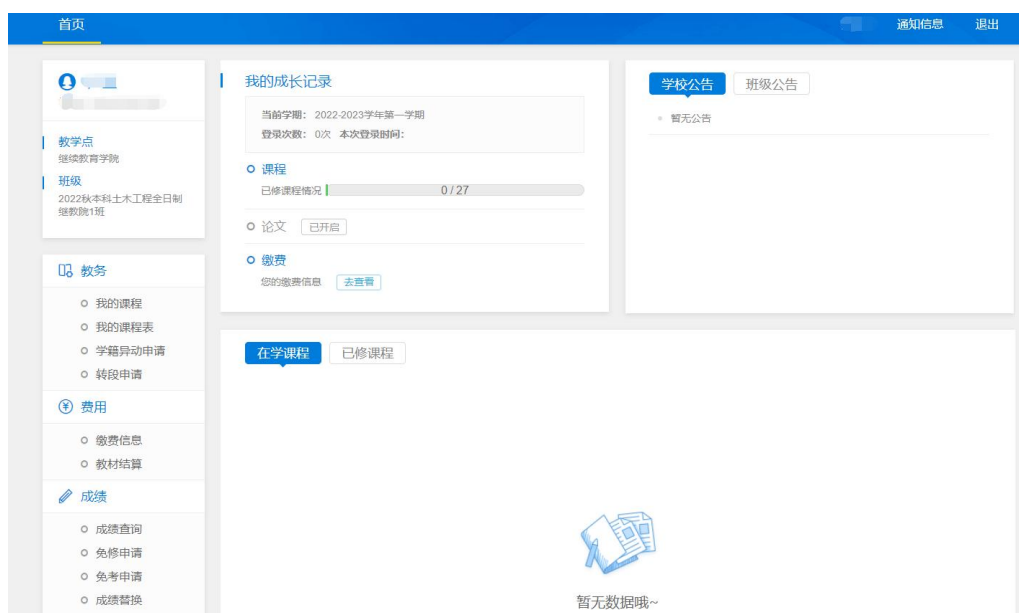 首页
通知信息
退出
教学点
继续教育学院
班级
2022秋本科土木工程全日制
继教院1班
教务
我的课程
我的课程表
学籍异动申请
转段申请
费用
缴费信息
教材结算
成绩
成绩查询
免修申请
免考申请
成绩替换
我的成长记录
当前学期： 2022-2023学年第一学期
登录次数： 0次 本次登录时间：
课程
已修课程情况 0 / 27
论文 已开启
缴费
您的缴费信息 去查看
学校公告 班级公告
暂无公告
在学课程 已修课程
暂无数据哦~